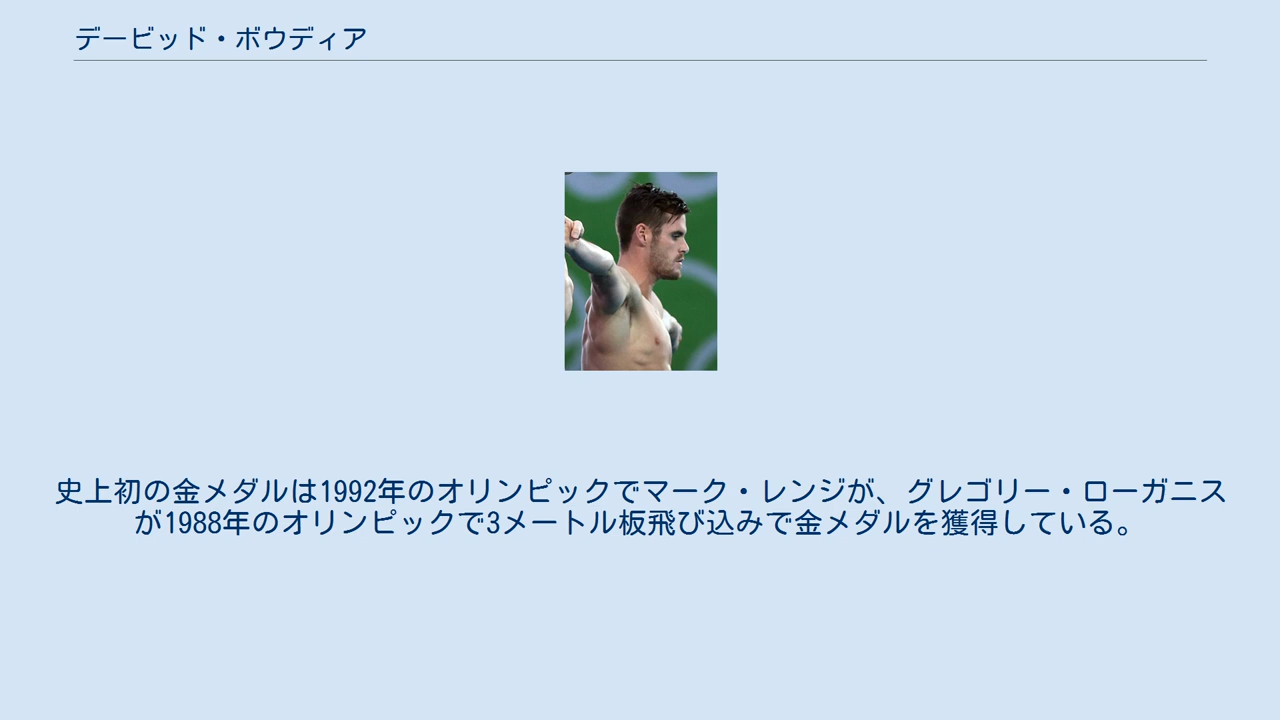 デービッド・ボウディア
史上初の金メダルは1992年のオリンピックでマーク・レンジが、グレゴリー・ローガニス
が1988年のオリンピックで3メートル板飛び込みで金メダルを獲得している。